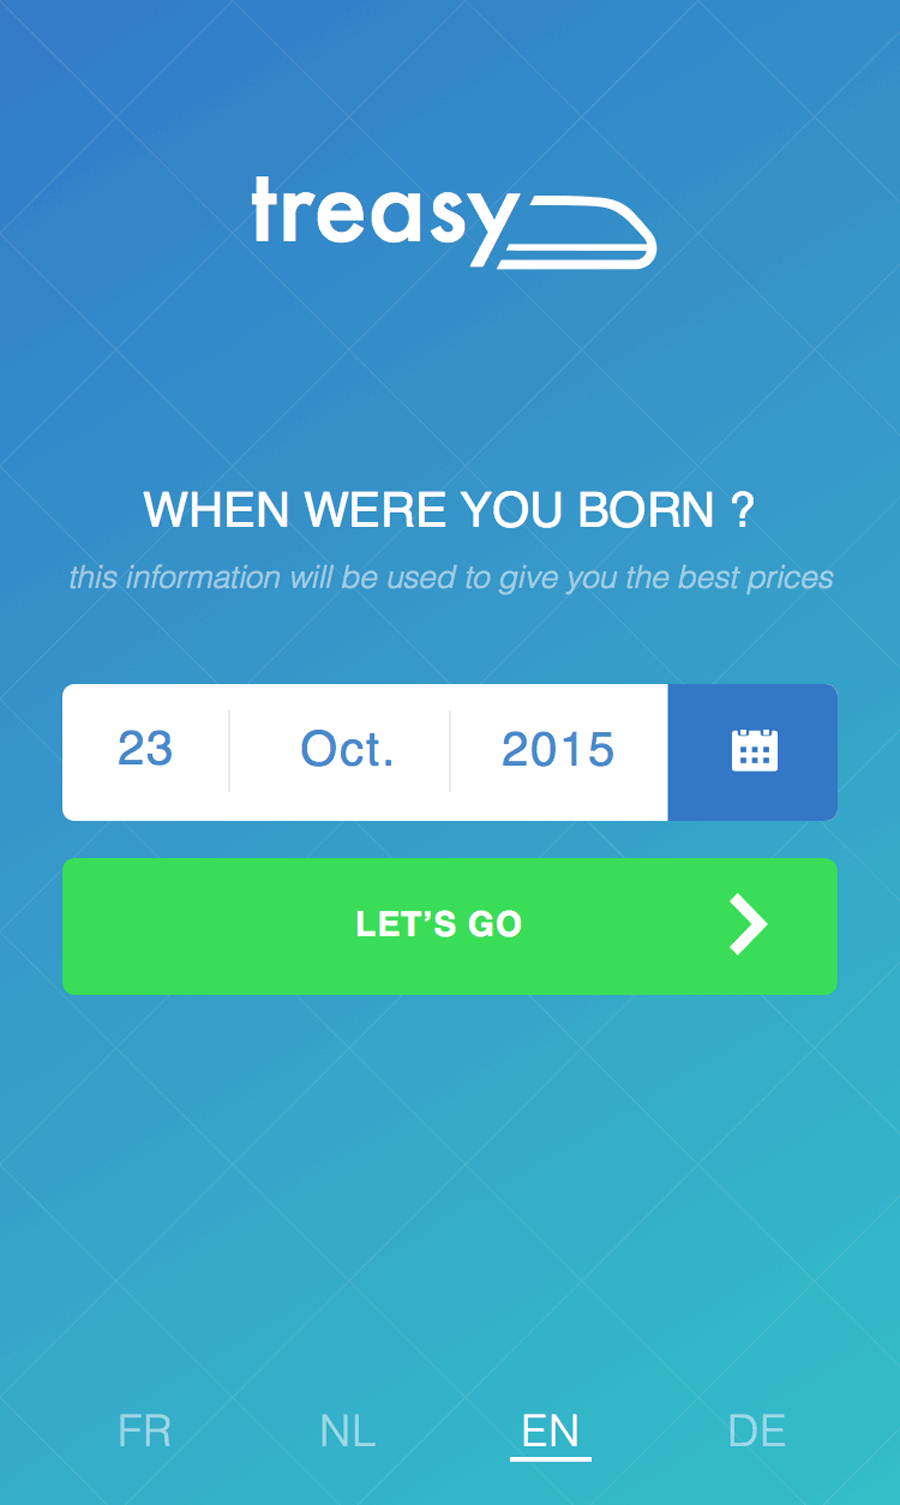 treasy
WHEN WERE YOU BORN ?
this information will be used to give you the best prices
23 Oct. 2015
LET’S GO
FR NL EN DE